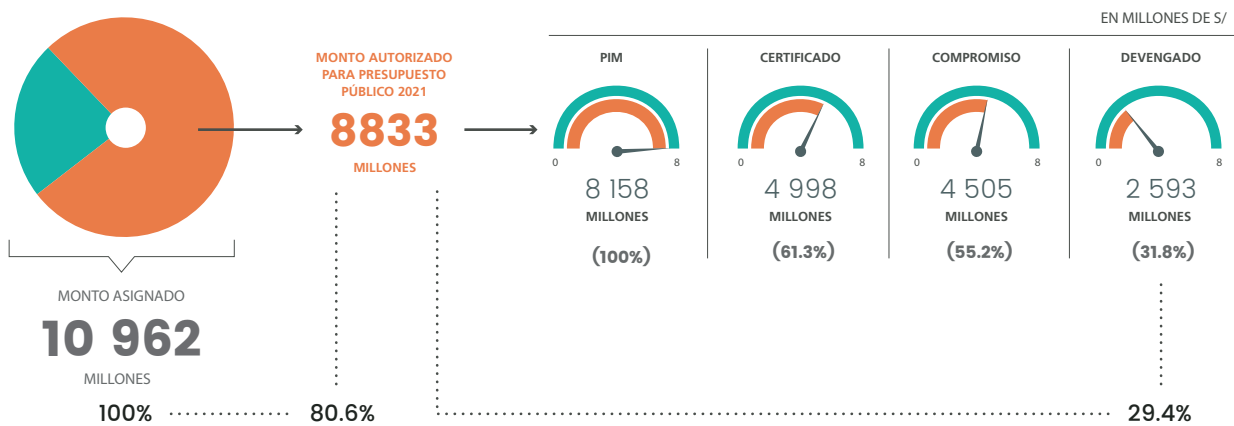 EN MILLONES DE S/
MONTO AUTORIZADO
PARA PRESUPUESTO
PÚBLICO 2021
8833
MILLONES
PIM
0
8
8 158
MILLONES
(100%)
CERTIFICADO
0
8
4 998
MILLONES
(61.3%)
COMPROMISO
0
8
4 505
MILLONES
(55.2%)
DEVENGADO
0
8
2 593
MILLONES
(31.8%)
MONTO ASIGNADO
10 962
MILLONES
100%
80.6%
29.4%